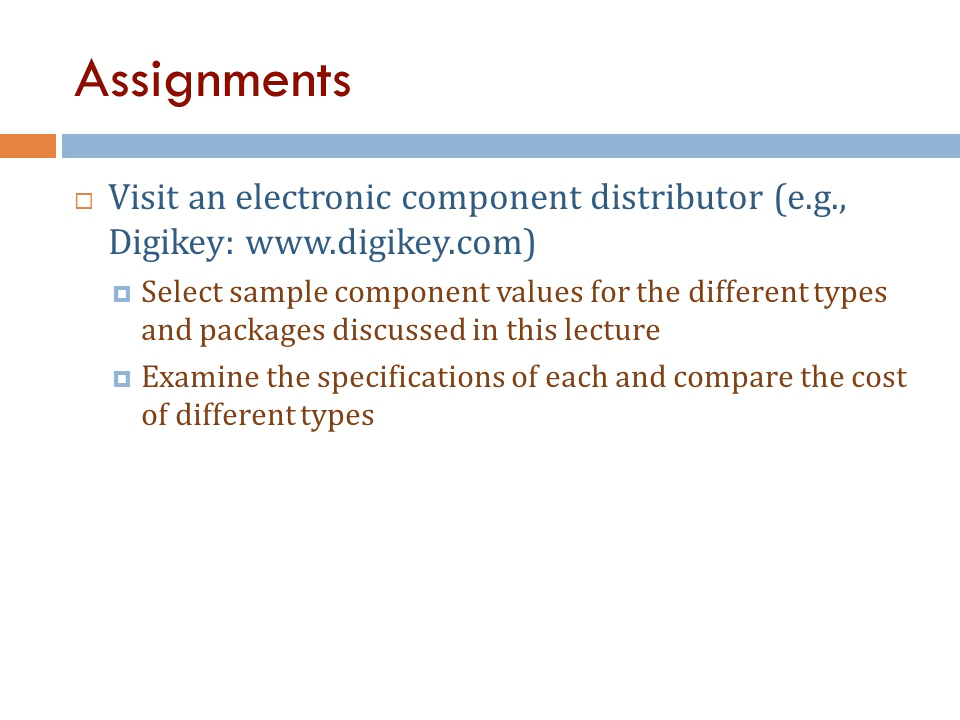 Assignments
Visit an electronic component distributor (e.g.,
Digikey: www.digikey.com)
Select sample component values for the different types
and packages discussed in this lecture
Examine the specifications of each and compare the cost
of different types